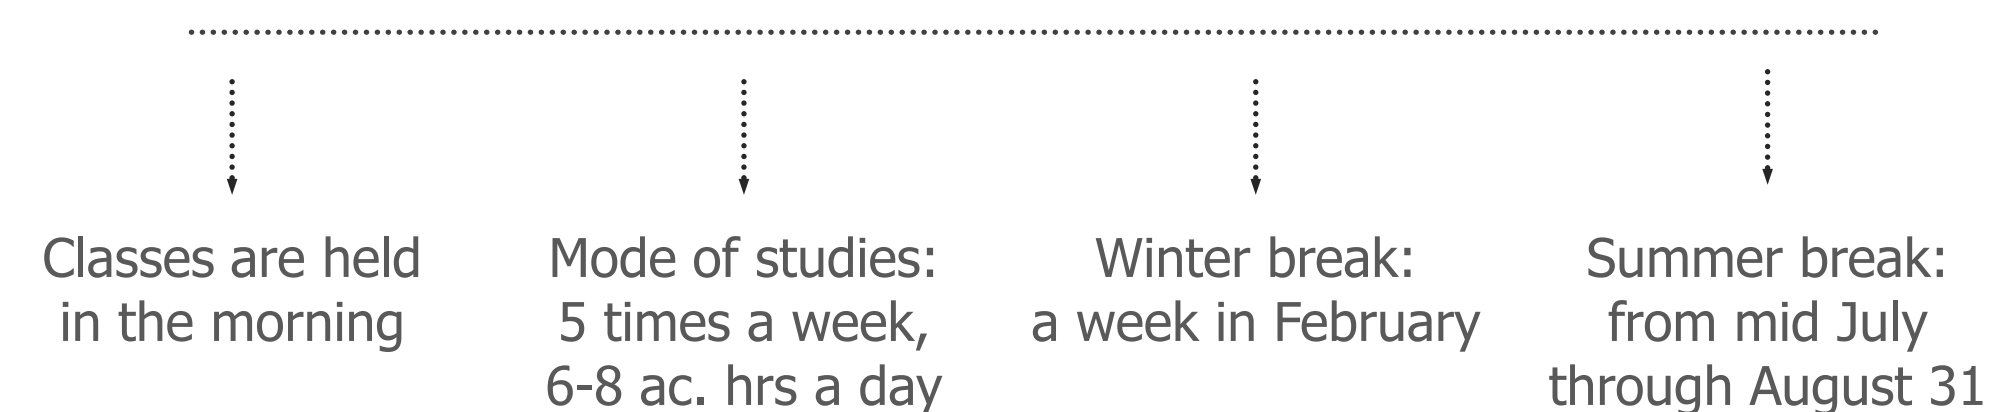 Classes are held
in the morning
Mode of studies:
5 times a week,
6-8 ac. hrs a day
Winter break:
a week in February
Summer break:
from mid July
through August 31